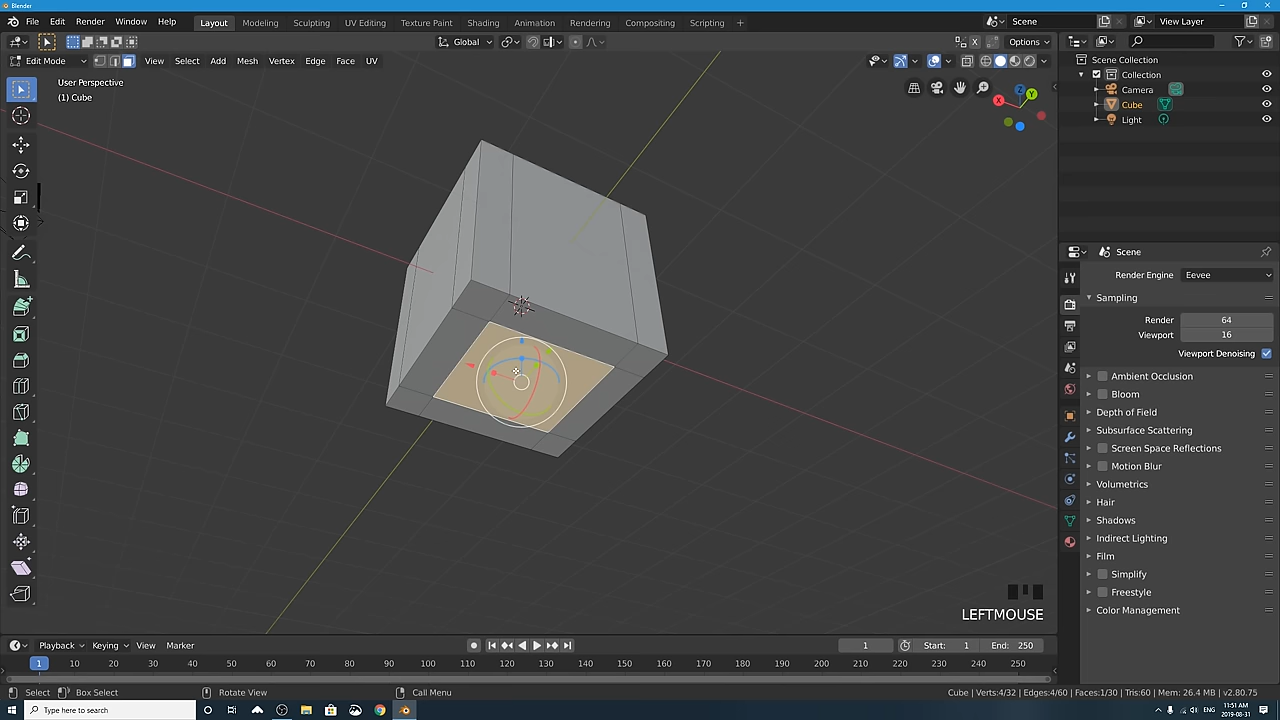 Blender
File Edit Render Window Help Layout Modeling Sculpting UV Editing Texture Paint Shading Animation Rendering Compositing Scripting + Scene View Layer
Global Options
Edit Mode View Select Add Mesh Vertex Edge Face UV
User Perspective
(1) Cube
X Y Z
Scene Collection
Collection
Camera
Cube
Light
Scene
Render Engine Eevee
Sampling
Render 64
Viewport 16
Viewport Denoising
Ambient Occlusion
Bloom
Depth of Field
Subsurface Scattering
Screen Space Reflections
Motion Blur
Volumetrics
Hair
Shadows
Indirect Lighting
Film
Simplify
Freestyle
Color Management
LEFTMOUSE
Playback Keying View Marker 1 Start: 1 End: 250
1 10 20 30 40 50 60 70 80 90 100 110 120 130 140 150 160 170 180 190 200 210 220 230 240 250
Select Box Select Rotate View Call Menu Cube | Verts:4/32 | Edges:4/60 | Faces:1/30 | Tris:60 | Mem: 26.4 MB | v2.80.75
Type here to search ENG 11:51 AM
2019-08-31